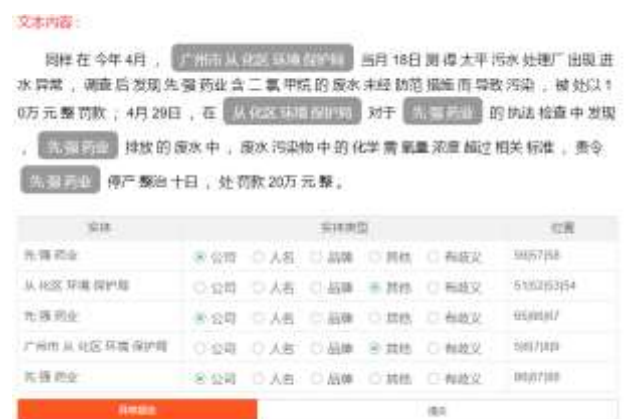 文本内容：
同样 在 今年 4月 ， 广州市 从 化区 环境 保护局 当月 18日 测 得 太平 污水 处理厂 出现 进
水 异常 ， 调查 后 发现 先 强 药业 含 二 氯 甲烷 的 废水 未经 防范 措施 而 导致 污染 ， 被 处以 1
0万 元 整 罚款 ； 4月 29日 ， 在 从 化区 环境 保护局 对于 先 强 药业 的 执法 检查 中 发现
， 先 强 药业 排放 的 废水 中 ， 废水 污染物 中 的 化学 需 氧量 浓度 超过 相关 标准 ， 责令
先 强 药业 停产 整治 十日 ， 处 罚款 20万 元 整 。
实体 实体类型 位置
先 强 药业 公司 人名 品牌 其他 有歧义 56|57|58
从 化区 环境 保护局 公司 人名 品牌 其他 有歧义 51|52|53|54
先 强 药业 公司 人名 品牌 其他 有歧义
广州市 从 化区 环境 保护局 公司 人名 品牌 其他 有歧义
先 强 药业 公司 人名 品牌 其他 有歧义